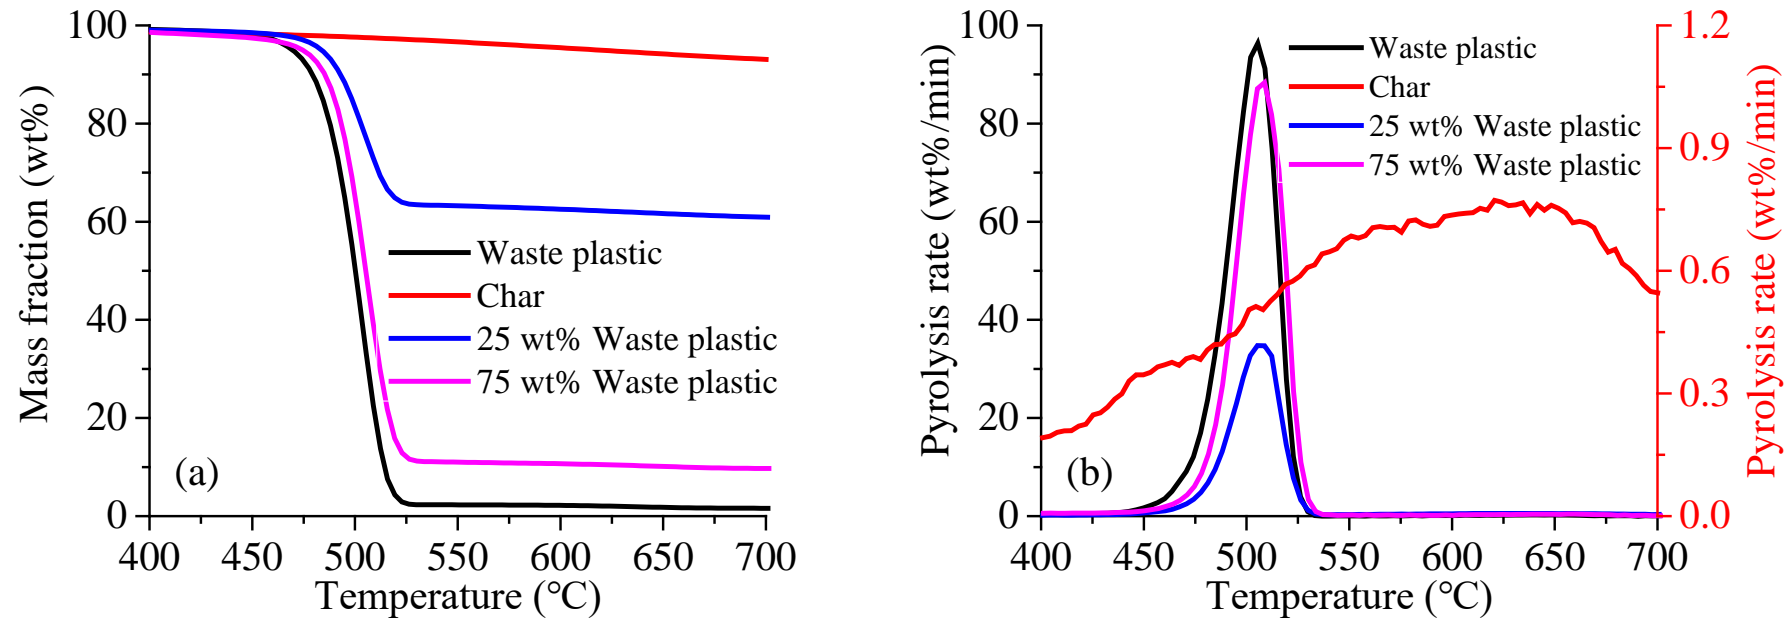 100
80
60
40
20
0
Mass fraction (wt%)
Waste plastic
Char
25 wt% Waste plastic
75 wt% Waste plastic
(a)
400 450 500 550 600 650 700
Temperature (°C)
100
80
60
40
20
0
Pyrolysis rate (wt%/min)
Waste plastic
Char
25 wt% Waste plastic
75 wt% Waste plastic
(b)
400 450 500 550 600 650 700
Temperature (°C)
1.2
0.9
0.6
0.3
0.0
Pyrolysis rate (wt%/min)